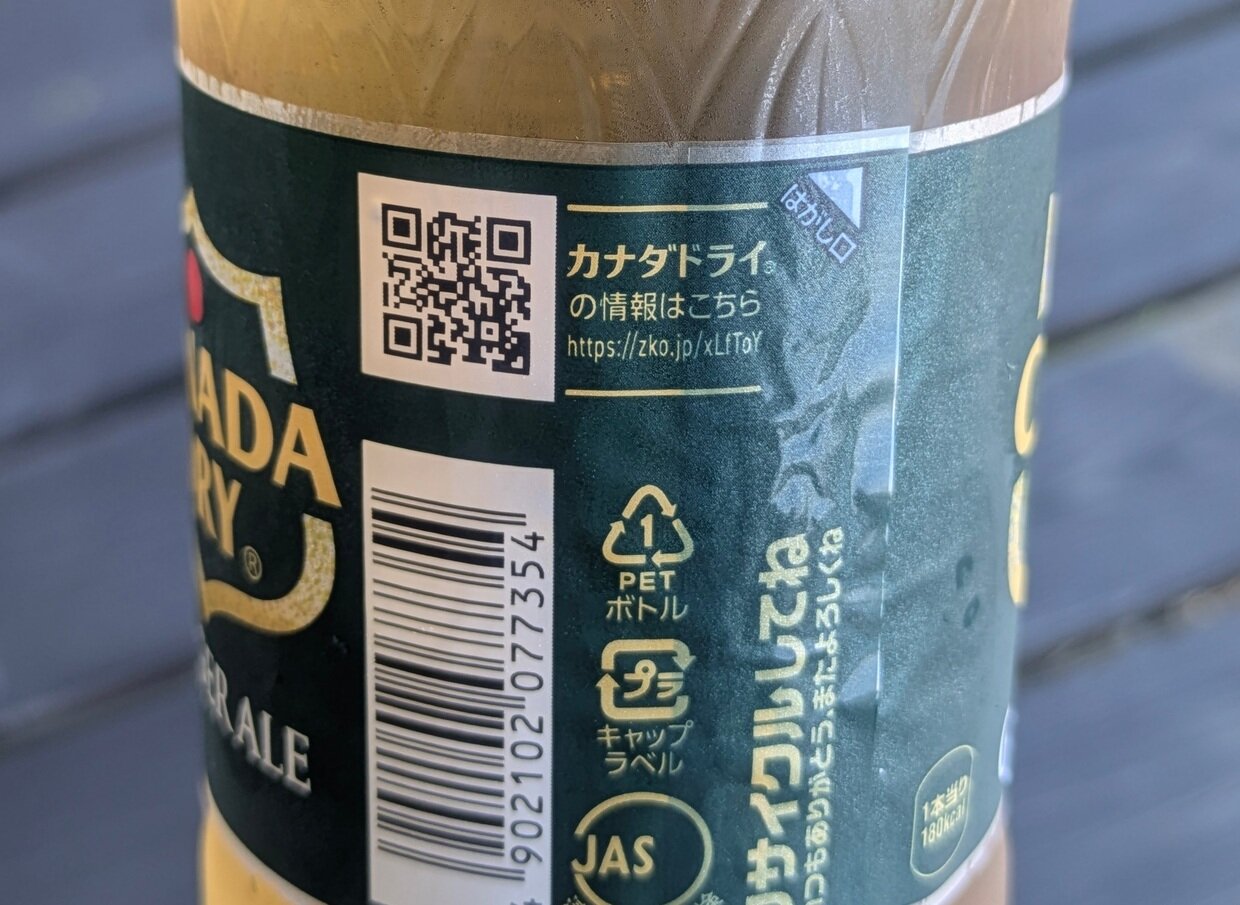 ADA
RY
®
ER ALE
カナダドライ®
の情報はこちら
https://zko.jp/xLfToY
はがし口
1
PET
ボトル
プラ
キャップ
ラベル
JAS
4902102077354
サイクルしてね
つもありがとう。またよろしくね
1本当り
180kcal